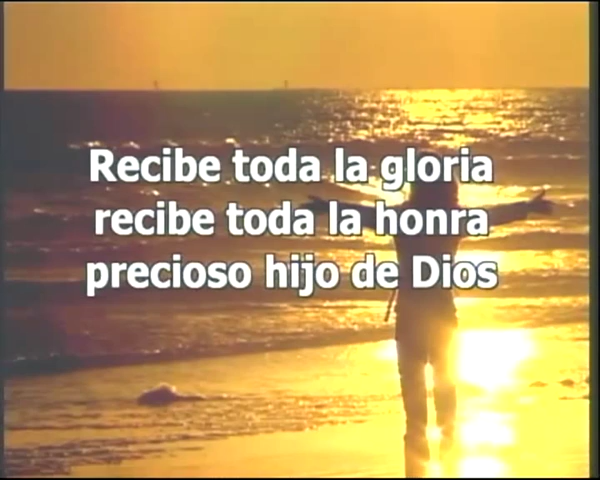 Recibe toda la gloria
recibe toda la honra
precioso hijo de Dios